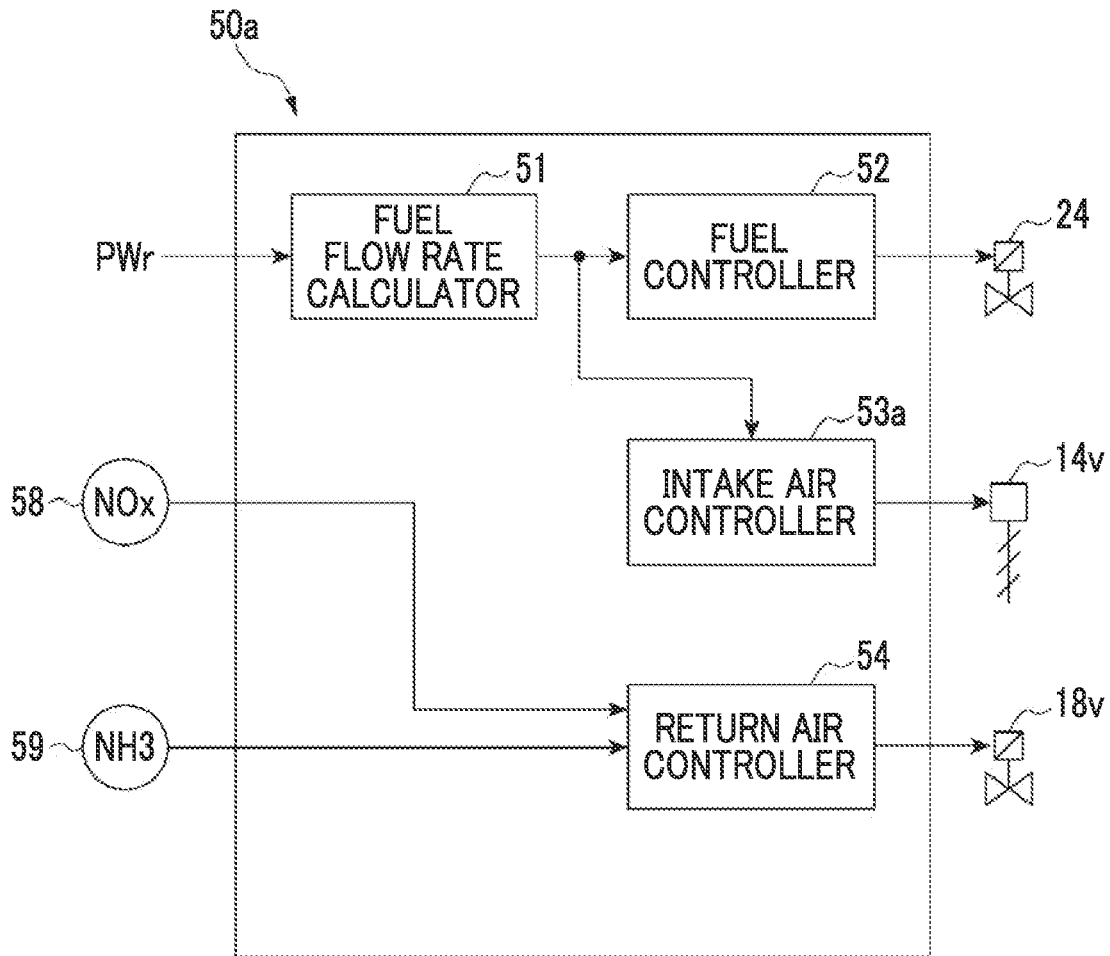 50a
51
52
24
PWr
FUEL
FLOW RATE
CALCULATOR
FUEL
CONTROLLER
53a
14v
58
NOx
INTAKE AIR
CONTROLLER
54
18v
59
NH3
RETURN AIR
CONTROLLER